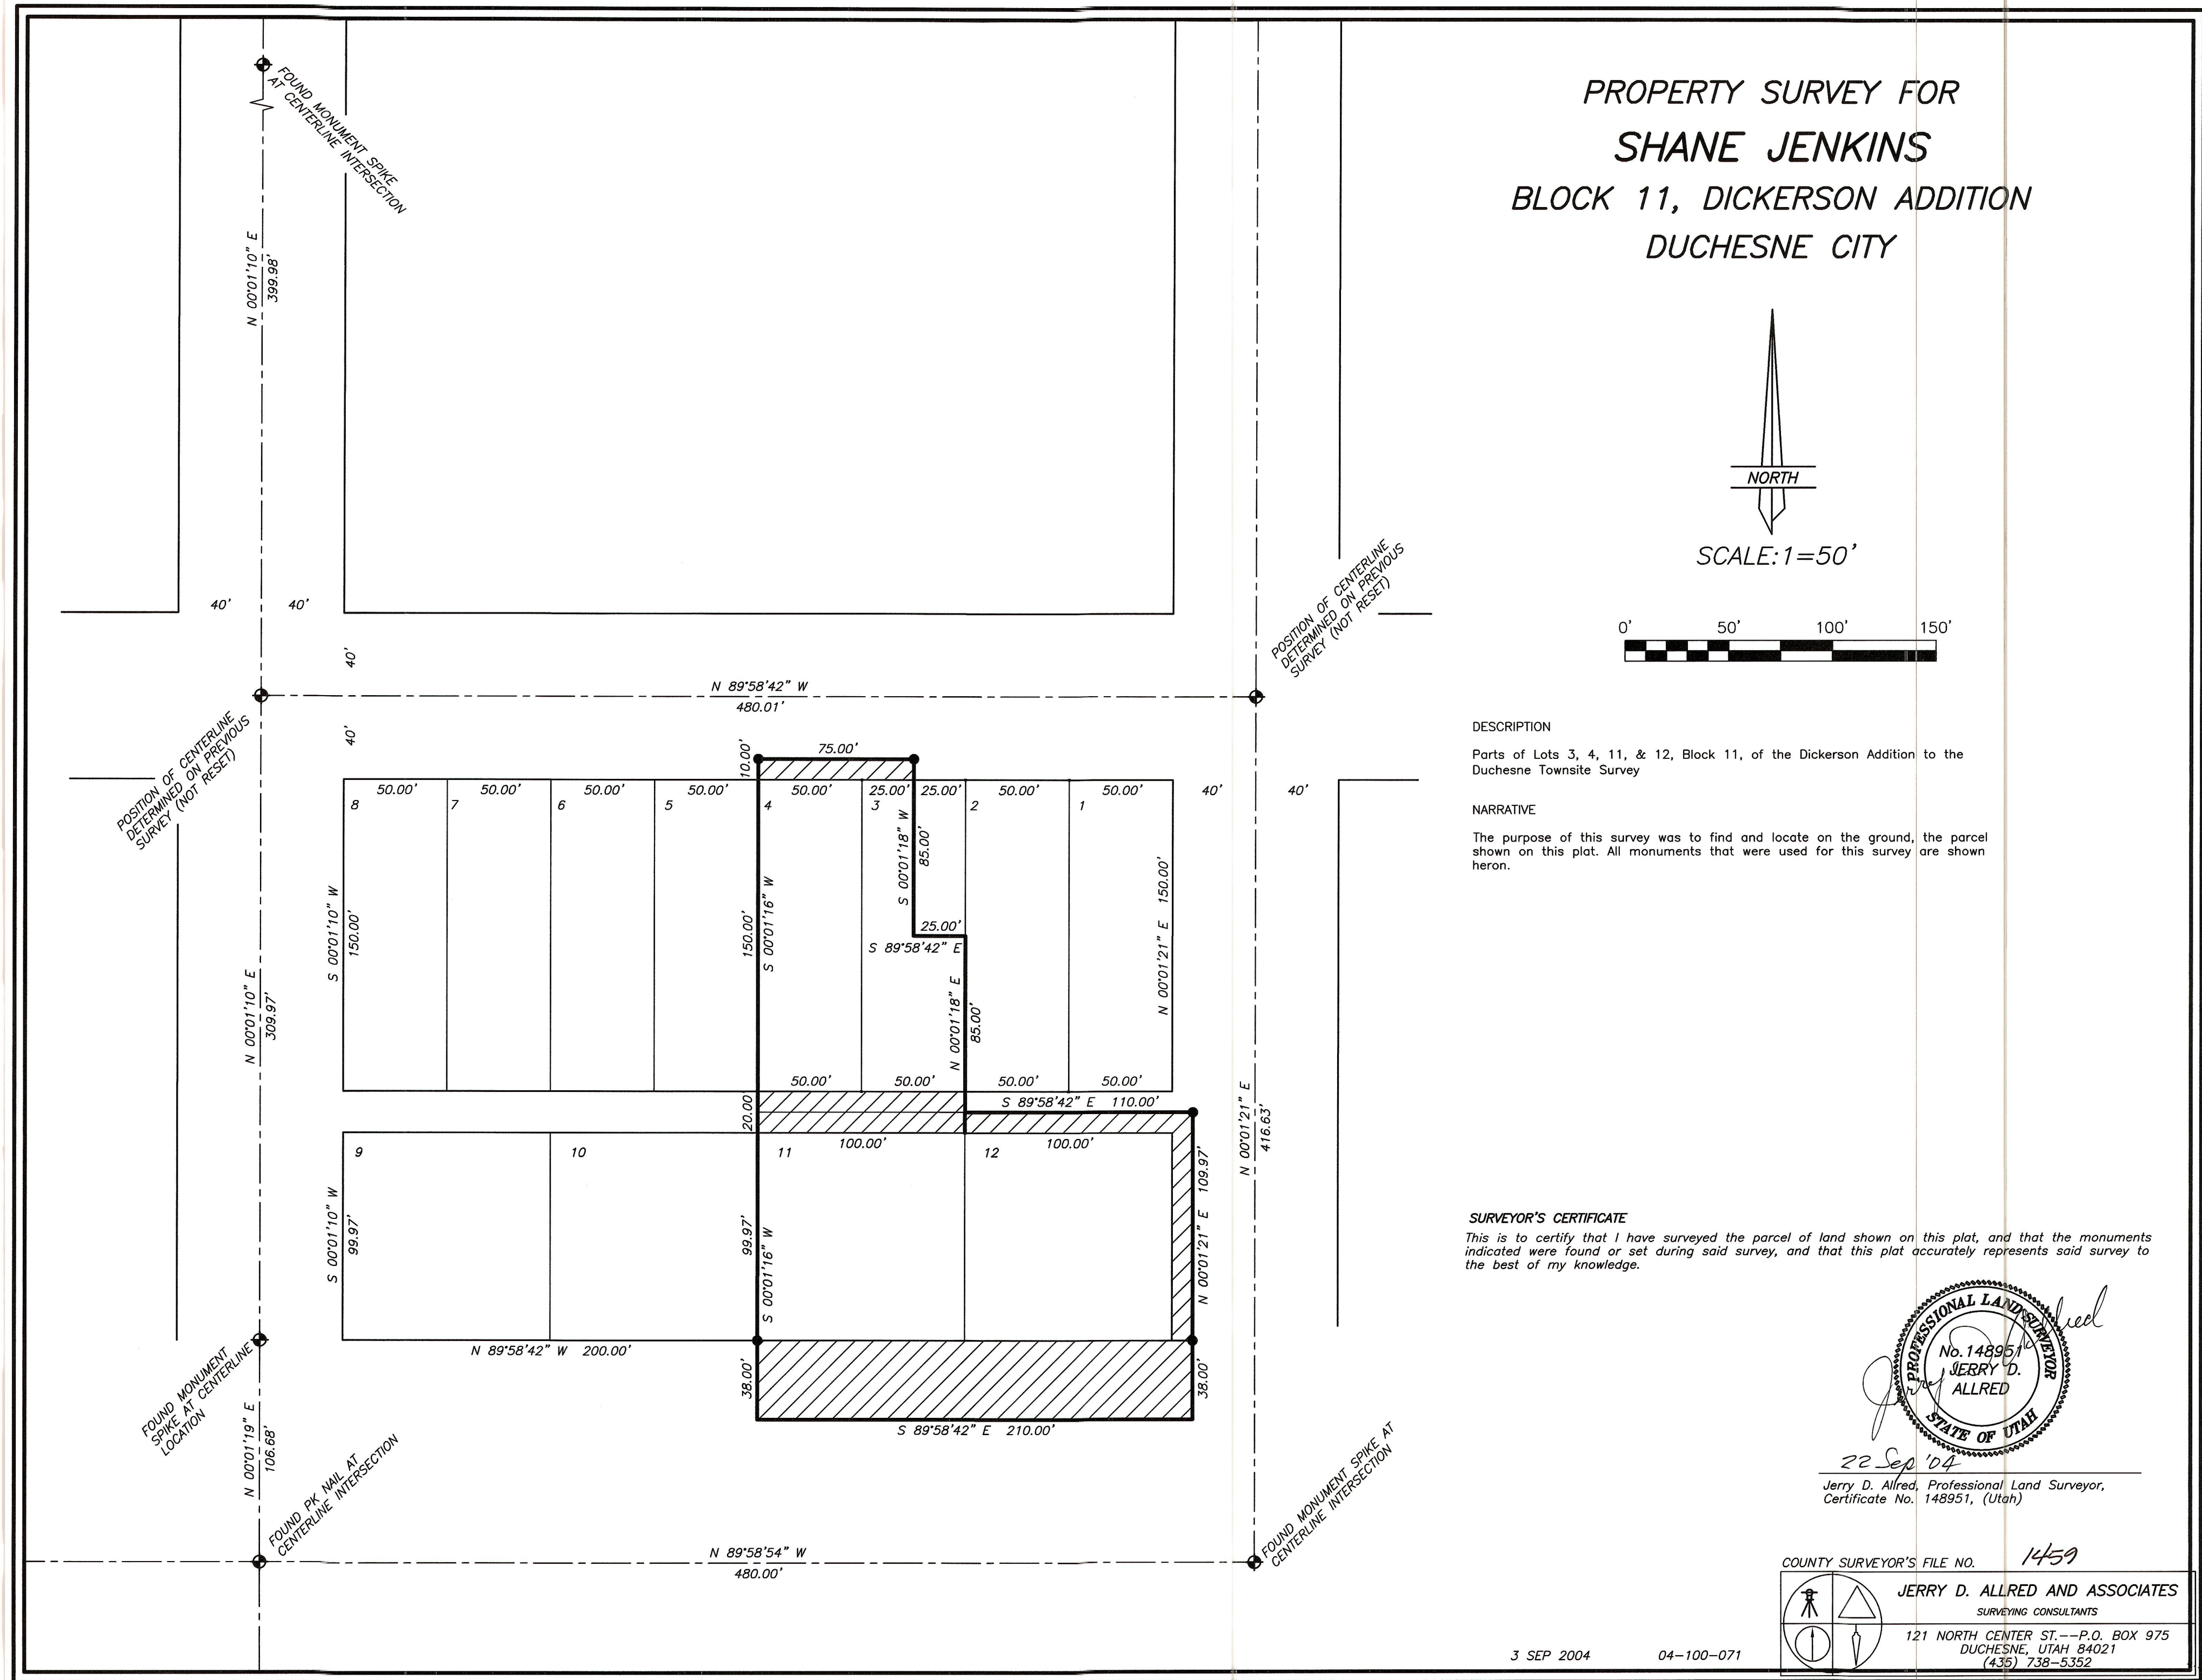 PROPERTY SURVEY FOR
SHANE JENKINS
BLOCK 11, DICKERSON ADDITION
DUCHESNE CITY
NORTH
SCALE:1=50'
0' 50' 100' 150'
DESCRIPTION
Parts of Lots 3, 4, 11, & 12, Block 11, of the Dickerson Addition to the
Duchesne Townsite Survey
NARRATIVE
The purpose of this survey was to find and locate on the ground, the parcel
shown on this plat. All monuments that were used for this survey are shown
heron.
SURVEYOR'S CERTIFICATE
This is to certify that I have surveyed the parcel of land shown on this plat, and that the monuments
indicated were found or set during said survey, and that this plat accurately represents said survey to
the best of my knowledge.
PROFESSIONAL LAND SURVEYOR
No.148951
JERRY D.
ALLRED
STATE OF UTAH
Jerry D. Allred
22 Sep '04
Jerry D. Allred, Professional Land Surveyor,
Certificate No. 148951, (Utah)
COUNTY SURVEYOR'S FILE NO. 1459
JERRY D. ALLRED AND ASSOCIATES
SURVEYING CONSULTANTS
121 NORTH CENTER ST.--P.O. BOX 975
DUCHESNE, UTAH 84021
(435) 738-5352
3 SEP 2004 04-100-071
FOUND MONUMENT SPIKE
AT CENTERLINE INTERSECTION
N 00°01'10" E
399.98'
40' 40'
40'
POSITION OF CENTERLINE
DETERMINED ON PREVIOUS
SURVEY (NOT RESET)
N 89°58'42" W
480.01'
POSITION OF CENTERLINE
DETERMINED ON PREVIOUS
SURVEY (NOT RESET)
40'
10.00'
75.00'
50.00' 50.00' 50.00' 50.00' 50.00' 25.00' 25.00' 50.00' 50.00' 40' 40'
8 7 6 5 4 3 2 1
S 00°01'18" W
85.00'
S 00°01'10" W
150.00'
150.00'
S 00°01'16" W
25.00'
S 89°58'42" E
N 00°01'21" E 150.00'
N 00°01'10" E
309.97'
N 00°01'18" E
85.00'
50.00' 50.00' 50.00' 50.00'
S 89°58'42" E 110.00'
20.00
N 00°01'21" E
416.63'
100.00' 100.00'
9 10 11 12
S 00°01'10" W
99.97'
99.97'
S 00°01'16" W
N 00°01'21" E 109.97'
N 89°58'42" W 200.00'
38.00'
38.00'
S 89°58'42" E 210.00'
FOUND MONUMENT
SPIKE AT CENTERLINE
LOCATION
N 00°01'19" E
106.68'
FOUND PK NAIL AT
CENTERLINE INTERSECTION
FOUND MONUMENT SPIKE AT
CENTERLINE INTERSECTION
N 89°58'54" W
480.00'